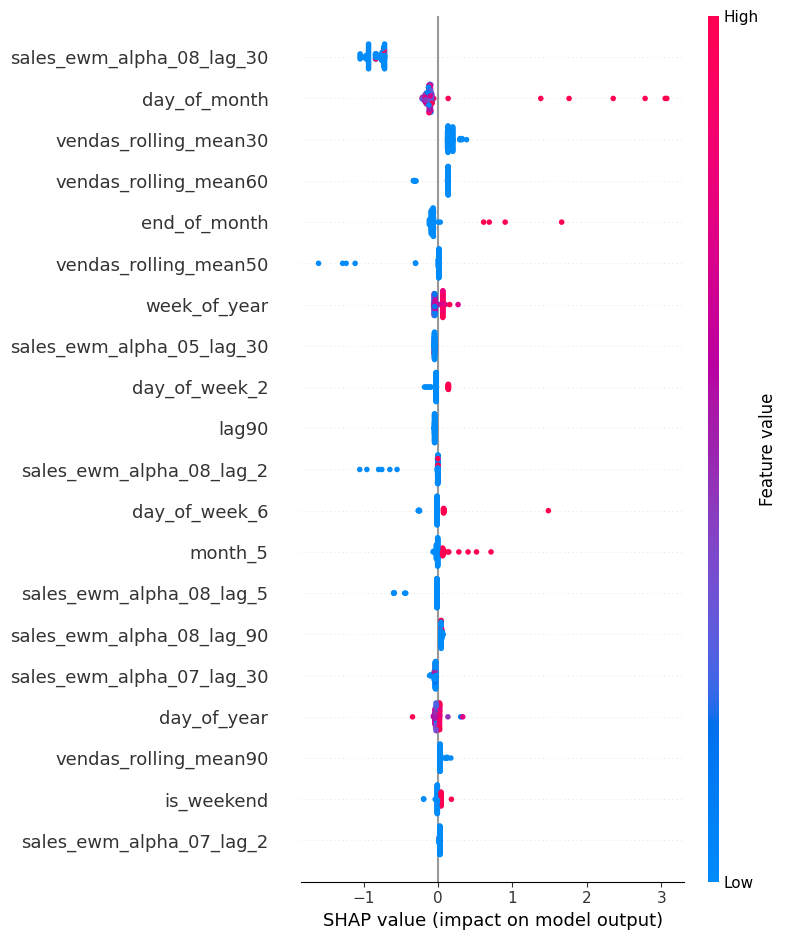 High
sales_ewm_alpha_08_lag_30
day_of_month
vendas_rolling_mean30
vendas_rolling_mean60
end_of_month
vendas_rolling_mean50
week_of_year
sales_ewm_alpha_05_lag_30
day_of_week_2
lag90
sales_ewm_alpha_08_lag_2
day_of_week_6
month_5
sales_ewm_alpha_08_lag_5
sales_ewm_alpha_08_lag_90
sales_ewm_alpha_07_lag_30
day_of_year
vendas_rolling_mean90
is_weekend
sales_ewm_alpha_07_lag_2
Feature value
Low
−1 0 1 2 3
SHAP value (impact on model output)